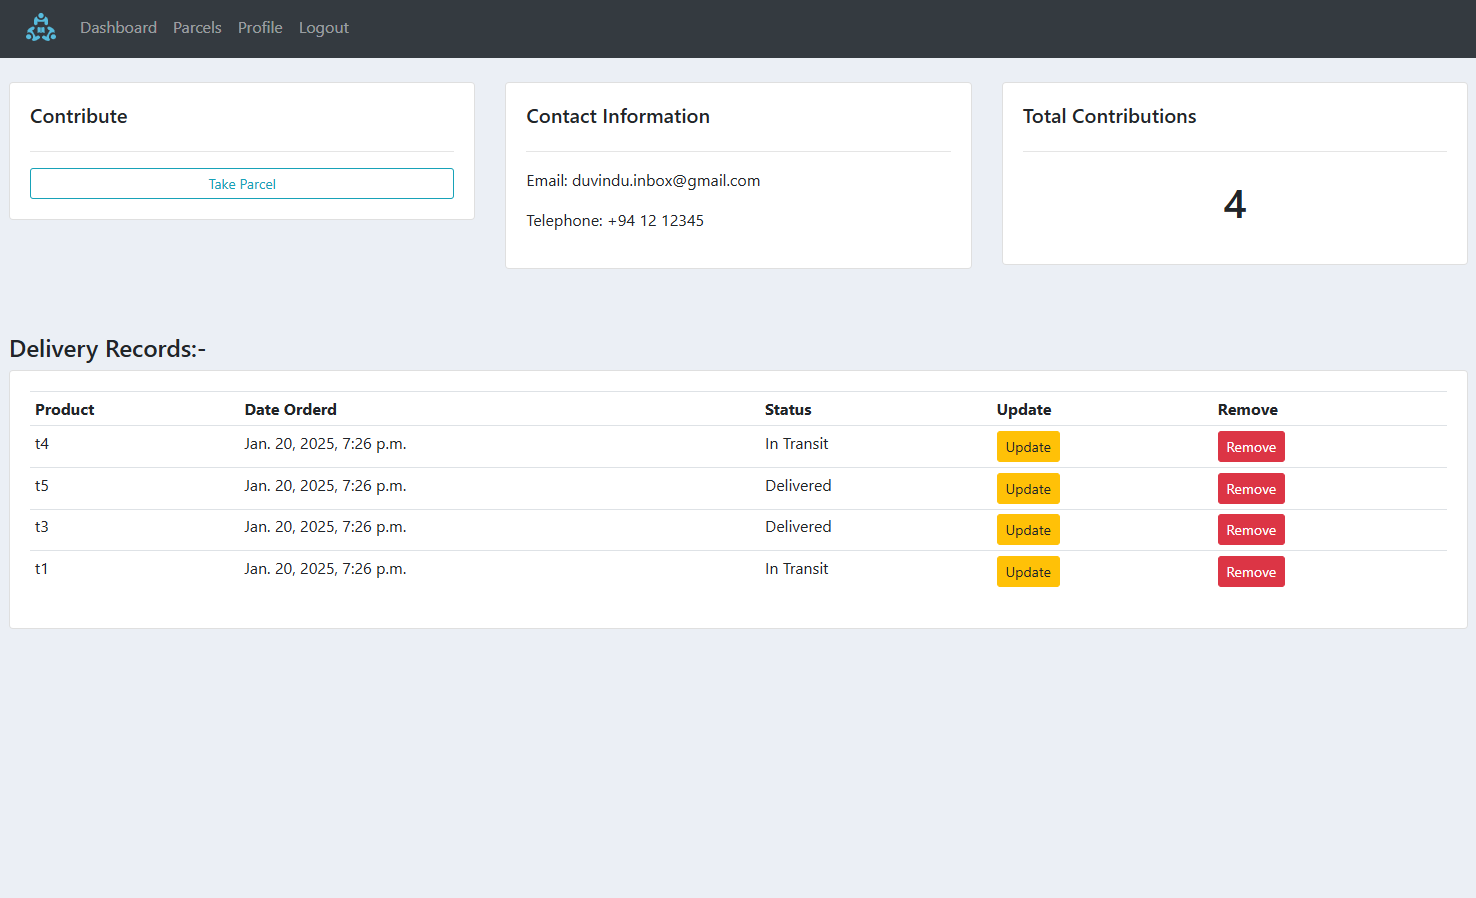 Dashboard Parcels Profile Logout
Contribute
Take Parcel
Contact Information
Email: duvindu.inbox@gmail.com
Telephone: +94 12 12345
Total Contributions
4
Delivery Records:-
Product Date Orderd Status Update Remove
t4 Jan. 20, 2025, 7:26 p.m. In Transit Update Remove
t5 Jan. 20, 2025, 7:26 p.m. Delivered Update Remove
t3 Jan. 20, 2025, 7:26 p.m. Delivered Update Remove
t1 Jan. 20, 2025, 7:26 p.m. In Transit Update Remove